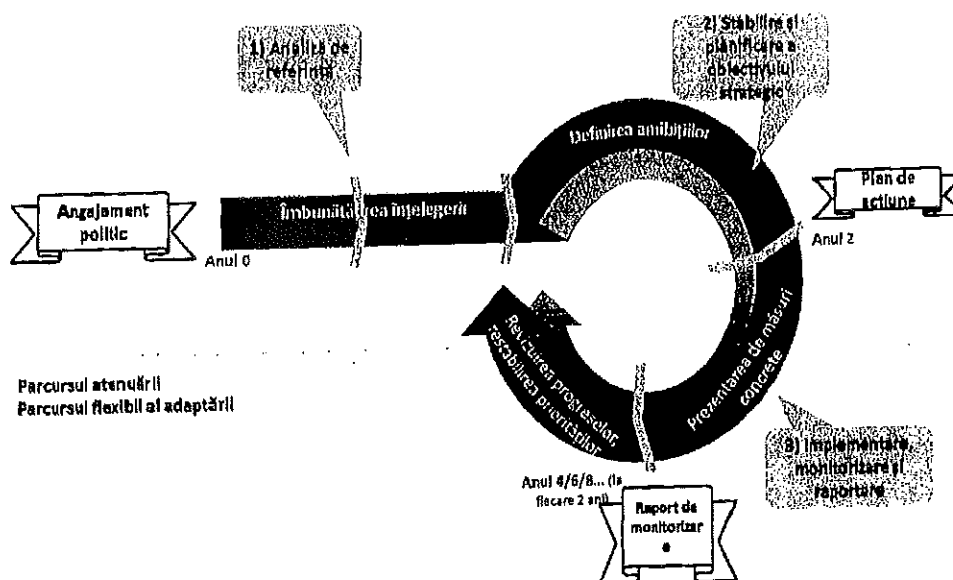 1) Analiză de
referință
2) Stabilire și
planificare a
obiectivului
strategic
Definirea ambițiilor
Angajament
politic
Îmbunătățirea înțelegerii
Plan de
acțiune
Anul 0
Anul 2
Revizuirea progreselor,
restabilirea priorităților
Prezentarea de măsuri
concrete
Parcursul atenuării
Parcursul flexibil al adaptării
3) Implementare,
monitorizare și
raportare
Anul 4/6/8... (la
fiecare 2 ani)
Raport de
monitorizar
e